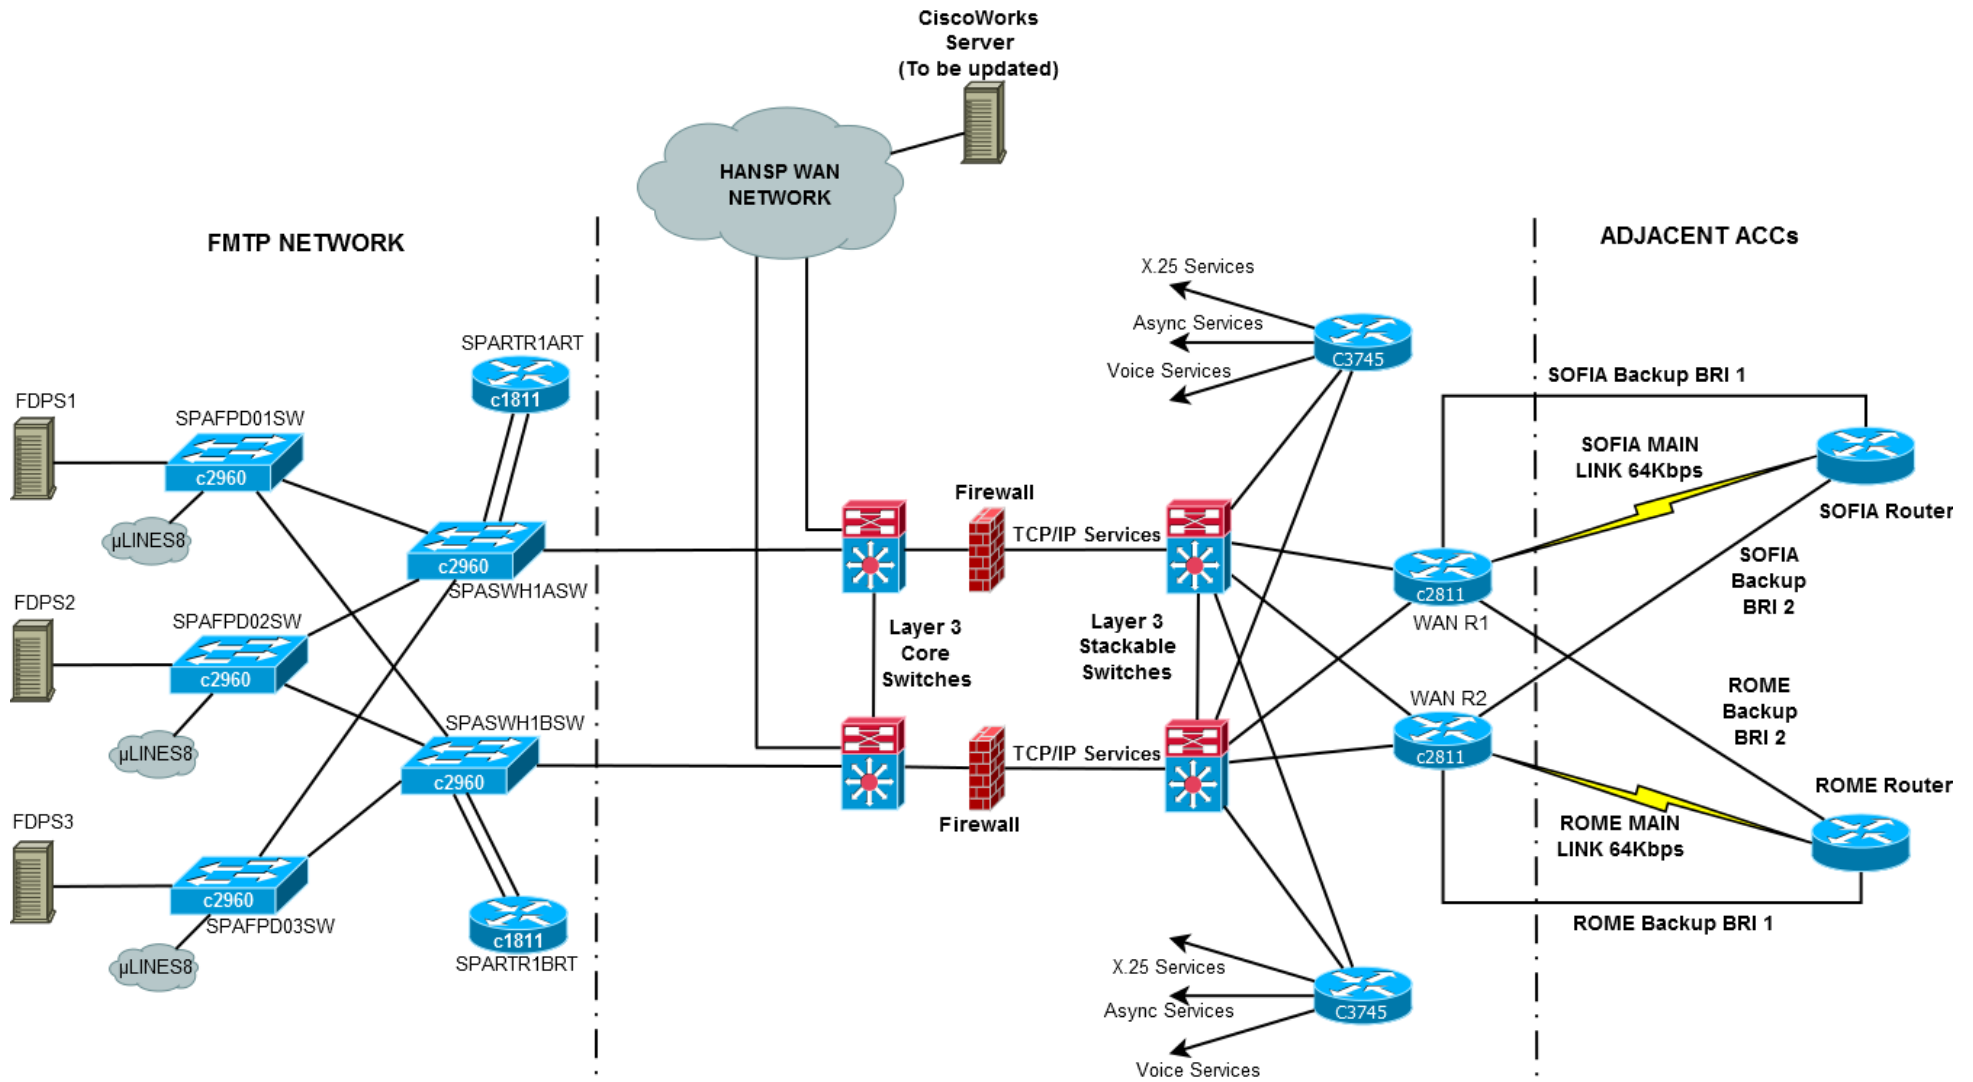 CiscoWorks
Server
(To be updated)
HANSP WAN
NETWORK
FMTP NETWORK
ADJACENT ACCs
X.25 Services
Async Services
Voice Services
C3745
SPARTR1ART
c1811
FDPS1
SPAFPD01SW
c2960
µLINES8
SOFIA Backup BRI 1
SOFIA MAIN
LINK 64Kbps
SOFIA Router
SOFIA
Backup
BRI 2
Firewall
TCP/IP Services
c2960
SPASWH1ASW
c2811
WAN R1
FDPS2
SPAFPD02SW
c2960
µLINES8
Layer 3
Core
Switches
Layer 3
Stackable
Switches
WAN R2
c2811
ROME
Backup
BRI 2
SPASWH1BSW
c2960
TCP/IP Services
Firewall
ROME Router
ROME MAIN
LINK 64Kbps
FDPS3
c2960
SPAFPD03SW
µLINES8
c1811
SPARTR1BRT
ROME Backup BRI 1
X.25 Services
Async Services
Voice Services
C3745